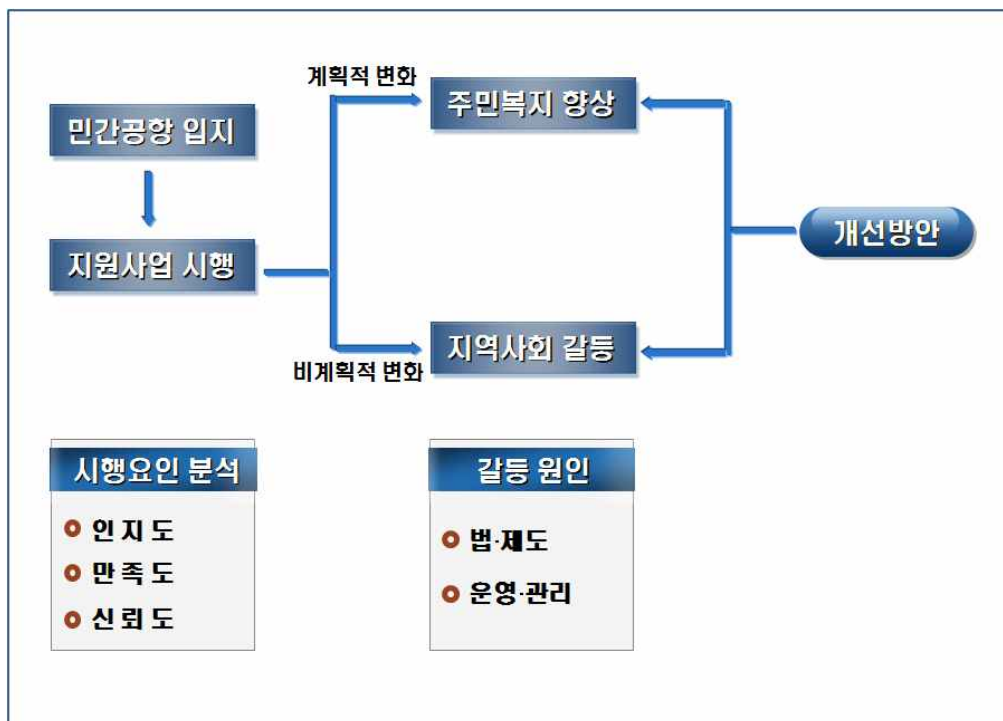 계획적 변화
주민복지 향상
민간공항 입지
개선방안
지원사업 시행
지역사회 갈등
비계획적 변화
시행요인 분석
인 지 도
만 족 도
신 뢰 도
갈등 원인
법·제도
운영·관리